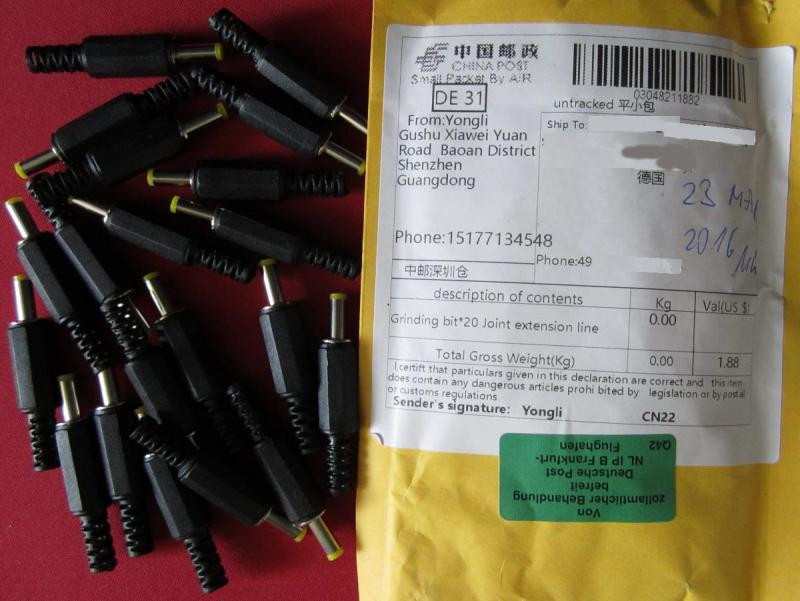 中国邮政
CHINA POST
Small Packet By AIR
DE 31
03048211882
untracked 平小包
From:Yongli
Gushu Xiawei Yuan
Road Baoan District
Shenzhen
Guangdong
Phone:15177134548
中邮深圳仓
Ship To:
德国
23 MAY
2016
Phone:49
description of contents Kg Val(US $)
Grinding bit*20 Joint extension line 0.00
Total Gross Weight(Kg) 0.00 1.88
I,certify that particulars given in this declaration are correct and this item
does contain any dangerous articles prohi bited by legislation or by postal
or customs regulations.
Sender's signature: Yongli CN22
Von
zollamtlicher Behandlung
befreit
Deutsche Post
NL IP B Frankfurt-
Flughafen
Q42